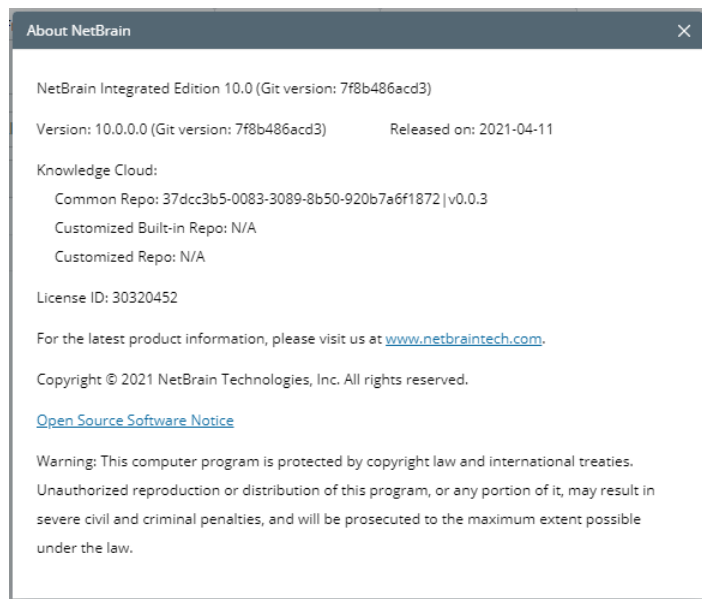 About NetBrain
NetBrain Integrated Edition 10.0 (Git version: 7f8b486acd3)
Version: 10.0.0.0 (Git version: 7f8b486acd3) Released on: 2021-04-11
Knowledge Cloud:
Common Repo: 37dcc3b5-0083-3089-8b50-920b7a6f1872|v0.0.3
Customized Built-in Repo: N/A
Customized Repo: N/A
License ID: 30320452
For the latest product information, please visit us at www.netbraintech.com.
Copyright © 2021 NetBrain Technologies, Inc. All rights reserved.
Open Source Software Notice
Warning: This computer program is protected by copyright law and international treaties.
Unauthorized reproduction or distribution of this program, or any portion of it, may result in
severe civil and criminal penalties, and will be prosecuted to the maximum extent possible
under the law.